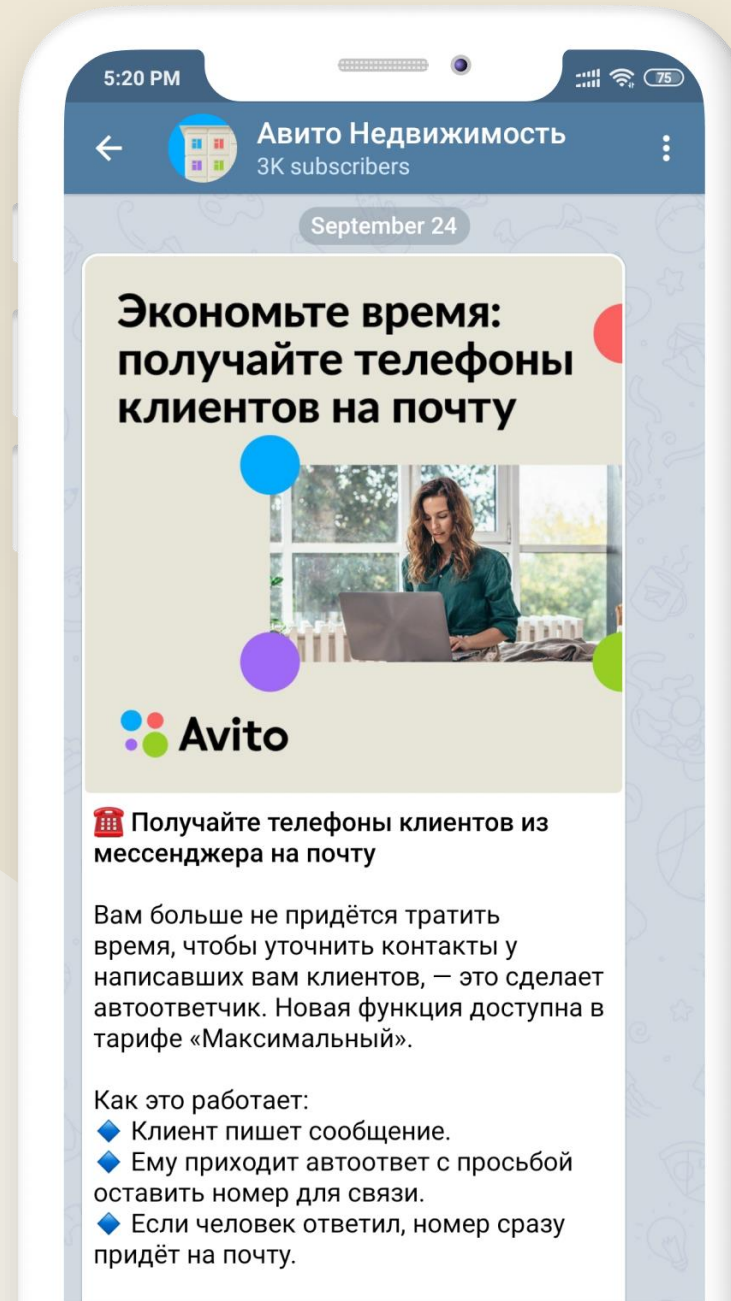 5:20 PM
75
Авито Недвижимость
3K subscribers
September 24
Экономьте время:
получайте телефоны
клиентов на почту
Avito
☎️ Получайте телефоны клиентов из
мессенджера на почту
Вам больше не придётся тратить
время, чтобы уточнить контакты у
написавших вам клиентов, — это сделает
автоответчик. Новая функция доступна в
тарифе «Максимальный».
Как это работает:
🔷 Клиент пишет сообщение.
🔷 Ему приходит автоответ с просьбой
оставить номер для связи.
🔷 Если человек ответил, номер сразу
придёт на почту.